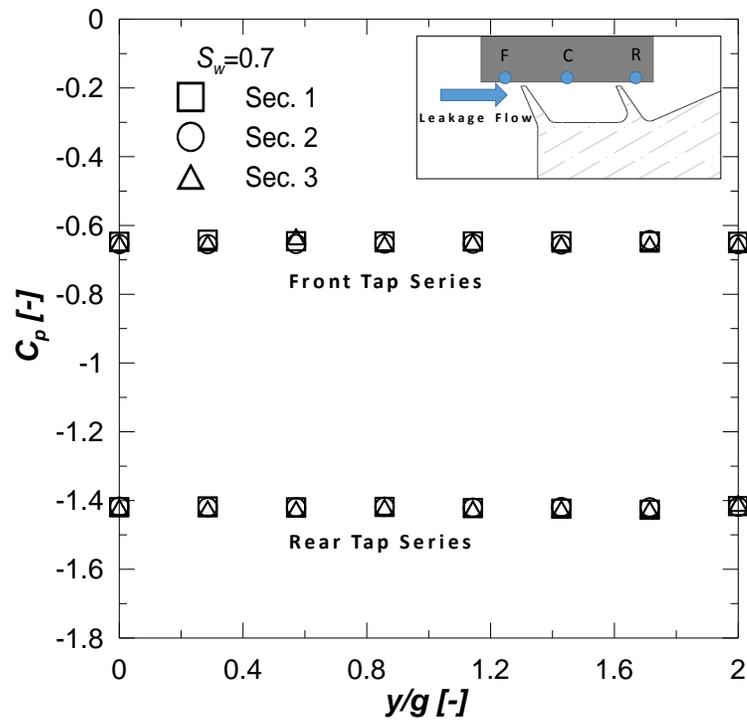 0
-0.2
-0.4
-0.6
-0.8
-1
-1.2
-1.4
-1.6
-1.8
C_p [-]
S_w=0.7
Sec. 1
Sec. 2
Sec. 3
F C R
Leakage Flow
Front Tap Series
Rear Tap Series
0 0.4 0.8 1.2 1.6 2
y/g [-]